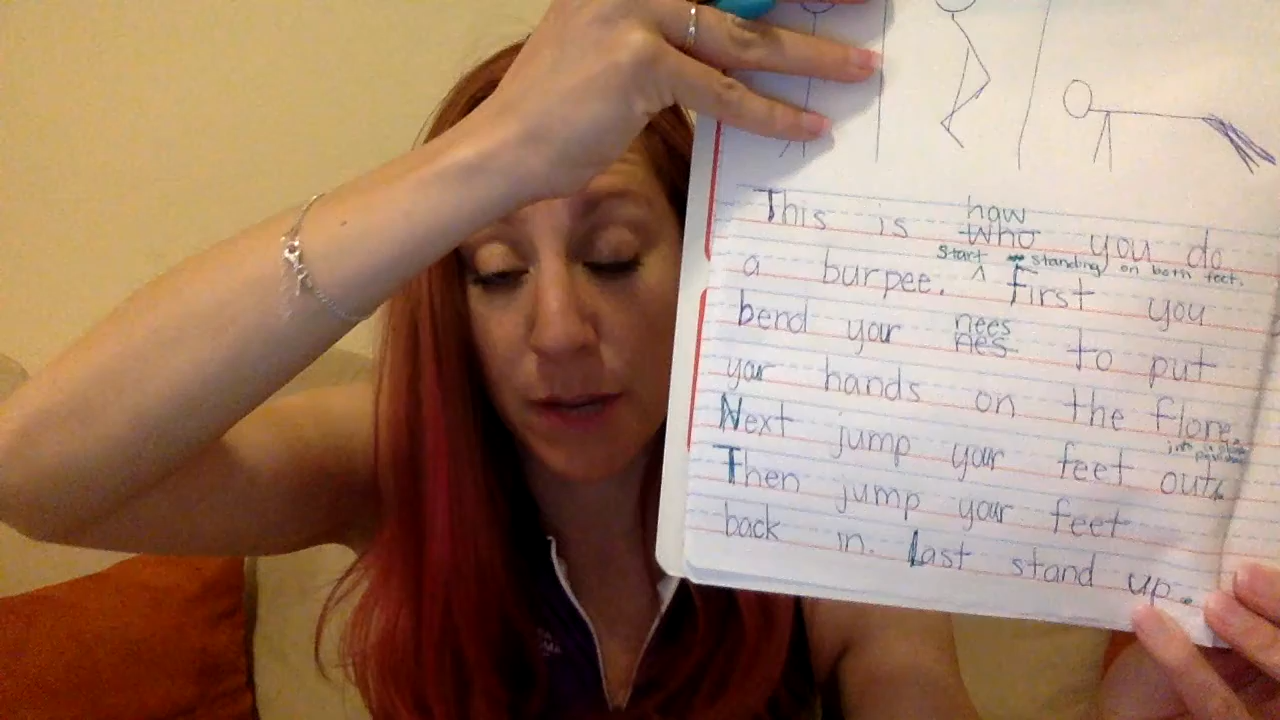 how
This is who you do
start standing on both feet.
a burpee. ^ First you
nees
bend your nes to put
your hands on the flore.
Next jump your feet out
Then jump your feet
back in. Last stand up.